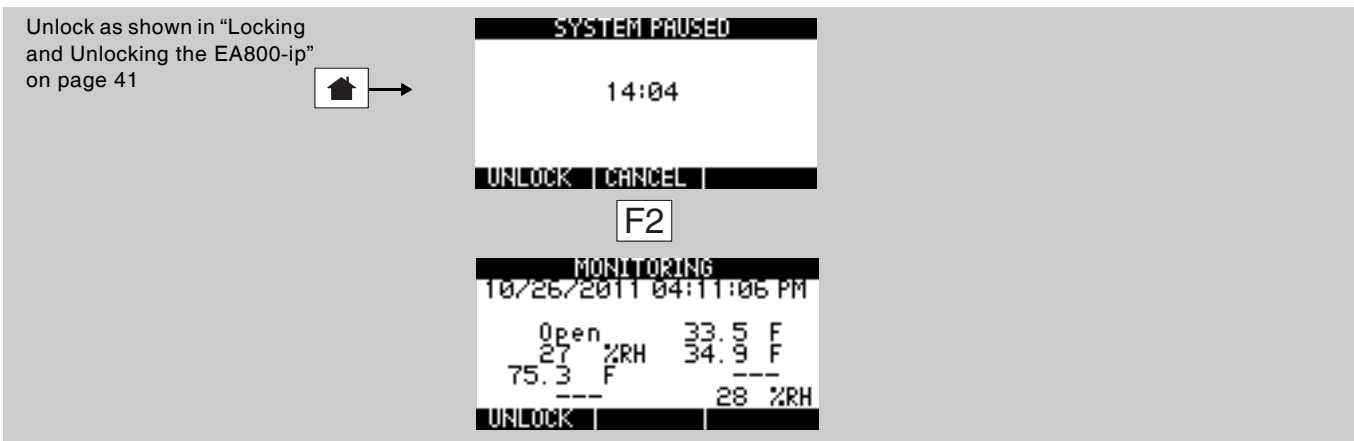 Unlock as shown in “Locking
and Unlocking the EA800-ip”
on page 41
SYSTEM PAUSED
14:04
UNLOCK | CANCEL |
F2
MONITORING
10/26/2011 04:11:06 PM
Open 33.5 F
27 %RH 34.9 F
75.3 F ---
--- 28 %RH
UNLOCK | |